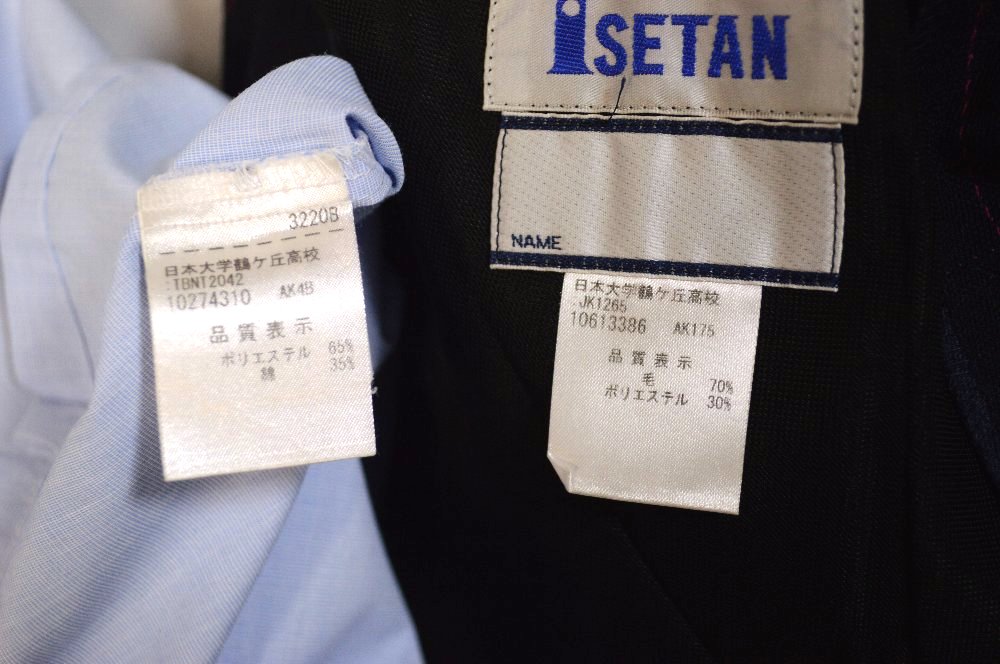 iSETAN
NAME
3220B
日本大学鶴ケ丘高校
:TBNT2042
10274310 AK4B
品質表示
ポリエステル 65%
綿 35%
日本大学鶴ケ丘高校
:JK1265
10613386 AK175
品質表示
毛 70%
ポリエステル 30%